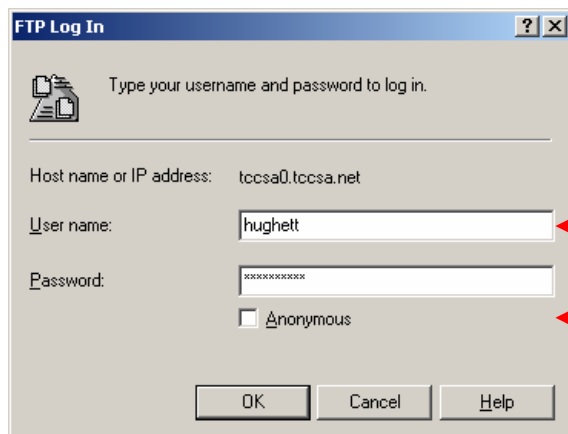 FTP Log In
Type your username and password to log in.
Host name or IP address: tccsa0.tccsa.net
User name: hughett
Password: **********
Anonymous
OK Cancel Help